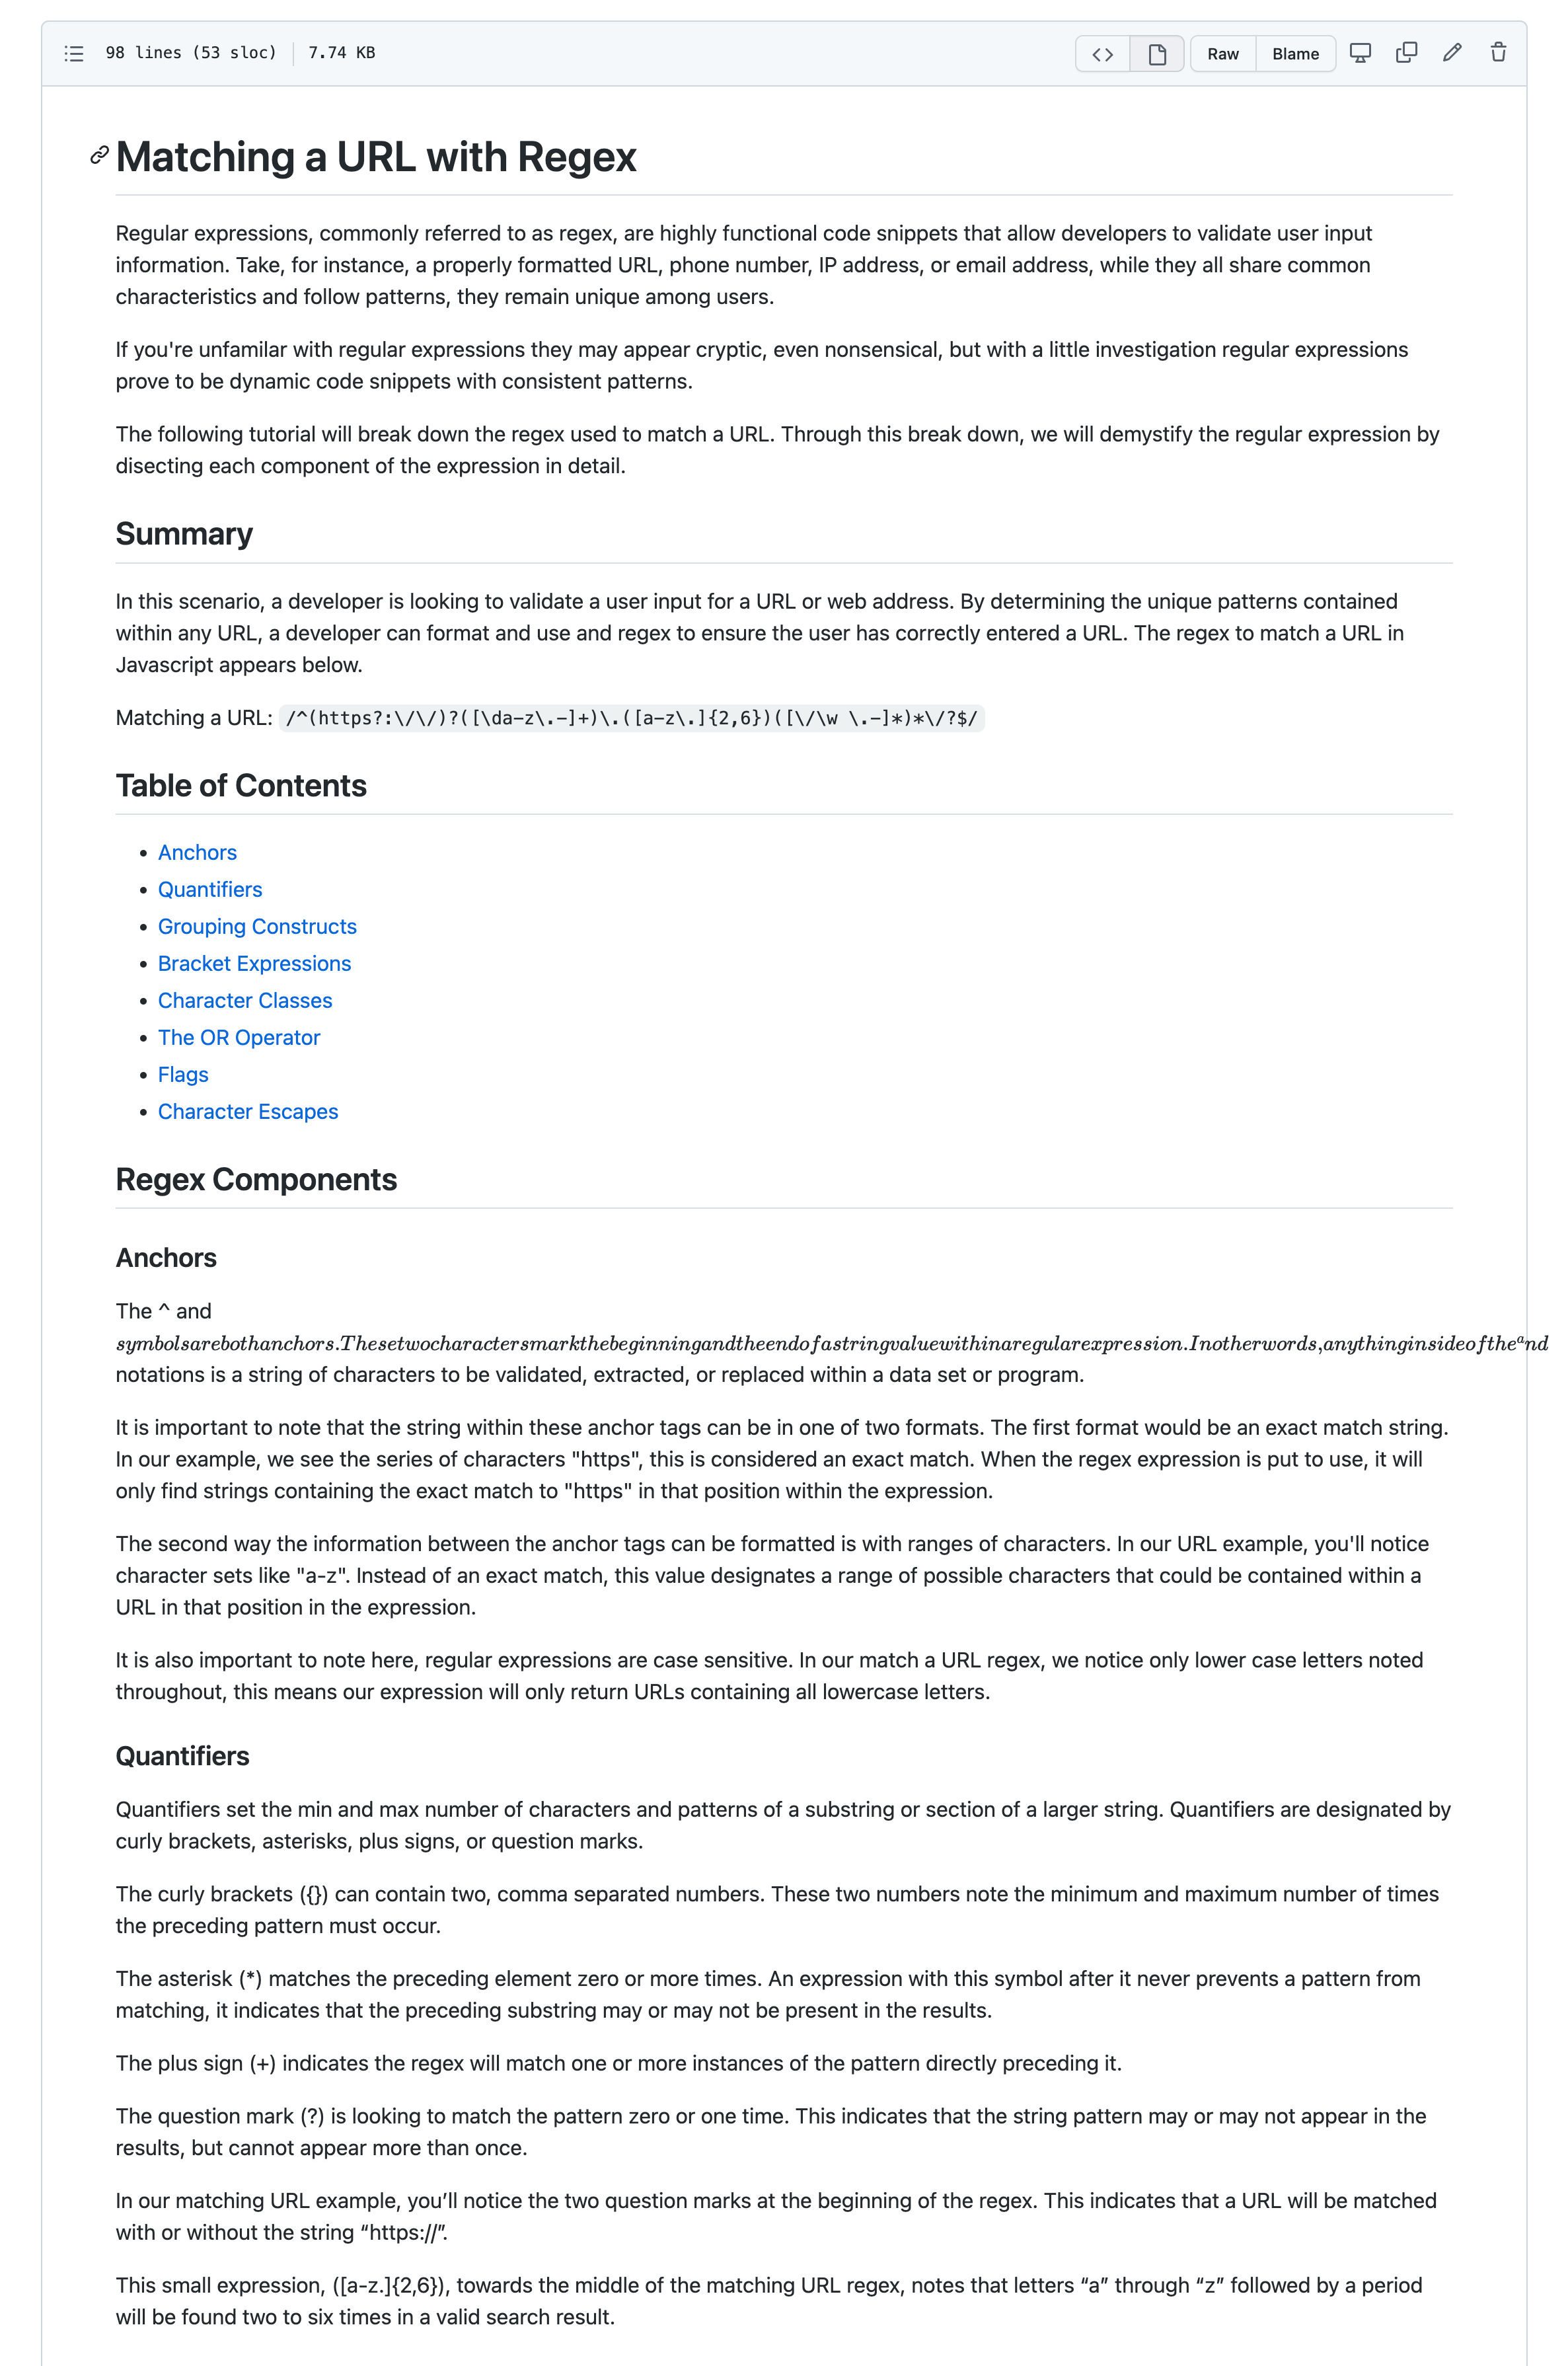 98 lines (53 sloc) 7.74 KB
<> Raw Blame
Matching a URL with Regex
Regular expressions, commonly referred to as regex, are highly functional code snippets that allow developers to validate user input
information. Take, for instance, a properly formatted URL, phone number, IP address, or email address, while they all share common
characteristics and follow patterns, they remain unique among users.
If you're unfamilar with regular expressions they may appear cryptic, even nonsensical, but with a little investigation regular expressions
prove to be dynamic code snippets with consistent patterns.
The following tutorial will break down the regex used to match a URL. Through this break down, we will demystify the regular expression by
disecting each component of the expression in detail.
Summary
In this scenario, a developer is looking to validate a user input for a URL or web address. By determining the unique patterns contained
within any URL, a developer can format and use and regex to ensure the user has correctly entered a URL. The regex to match a URL in
Javascript appears below.
Matching a URL: /^(https?:\/\/)?([\da-z\.-]+)\.([a-z\.]{2,6})([\/\w \.-]*)*\/?$/
Table of Contents
• Anchors
• Quantifiers
• Grouping Constructs
• Bracket Expressions
• Character Classes
• The OR Operator
• Flags
• Character Escapes
Regex Components
Anchors
The ^ and
symbolsarebothanchors.Thesetwocharactersmarkthebeginningandtheendofastringvaluewithinaregularexpression.Inotherwords,anythinginsideoftheᵃnd
notations is a string of characters to be validated, extracted, or replaced within a data set or program.
It is important to note that the string within these anchor tags can be in one of two formats. The first format would be an exact match string.
In our example, we see the series of characters "https", this is considered an exact match. When the regex expression is put to use, it will
only find strings containing the exact match to "https" in that position within the expression.
The second way the information between the anchor tags can be formatted is with ranges of characters. In our URL example, you'll notice
character sets like "a-z". Instead of an exact match, this value designates a range of possible characters that could be contained within a
URL in that position in the expression.
It is also important to note here, regular expressions are case sensitive. In our match a URL regex, we notice only lower case letters noted
throughout, this means our expression will only return URLs containing all lowercase letters.
Quantifiers
Quantifiers set the min and max number of characters and patterns of a substring or section of a larger string. Quantifiers are designated by
curly brackets, asterisks, plus signs, or question marks.
The curly brackets ({}) can contain two, comma separated numbers. These two numbers note the minimum and maximum number of times
the preceding pattern must occur.
The asterisk (*) matches the preceding element zero or more times. An expression with this symbol after it never prevents a pattern from
matching, it indicates that the preceding substring may or may not be present in the results.
The plus sign (+) indicates the regex will match one or more instances of the pattern directly preceding it.
The question mark (?) is looking to match the pattern zero or one time. This indicates that the string pattern may or may not appear in the
results, but cannot appear more than once.
In our matching URL example, you’ll notice the two question marks at the beginning of the regex. This indicates that a URL will be matched
with or without the string “https://”.
This small expression, ([a-z.]{2,6}), towards the middle of the matching URL regex, notes that letters “a” through “z” followed by a period
will be found two to six times in a valid search result.